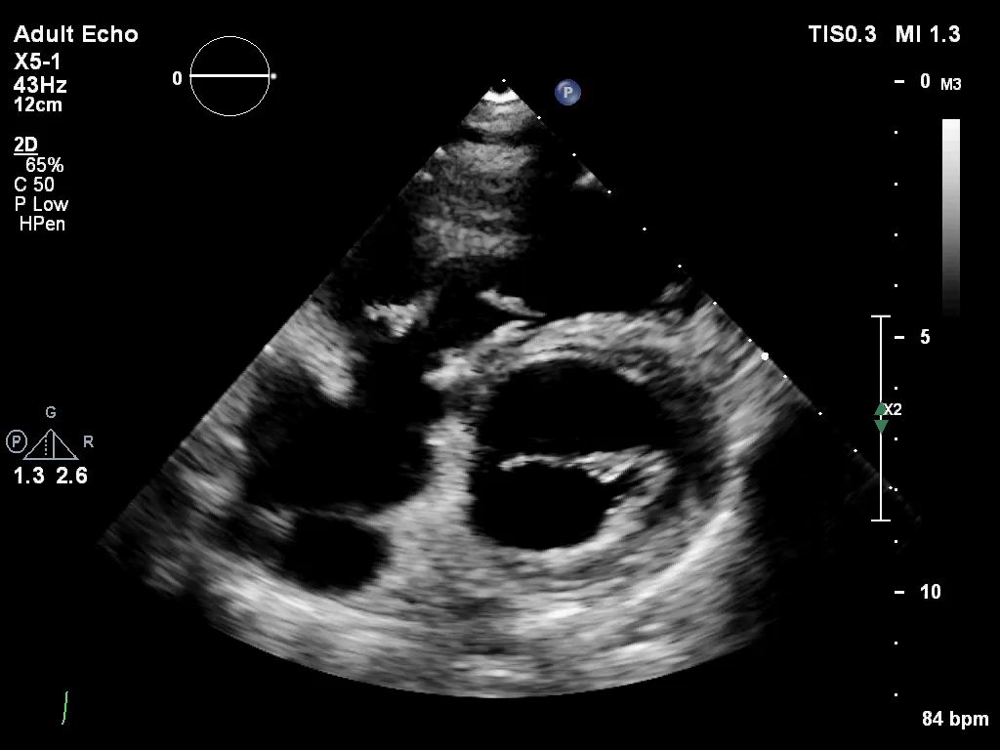 Adult Echo
X5-1
43Hz
12cm
0
2D
65%
C 50
P Low
HPen
TIS0.3 MI 1.3
P
0 M3
5
X2
10
G
P R
1.3 2.6
84 bpm